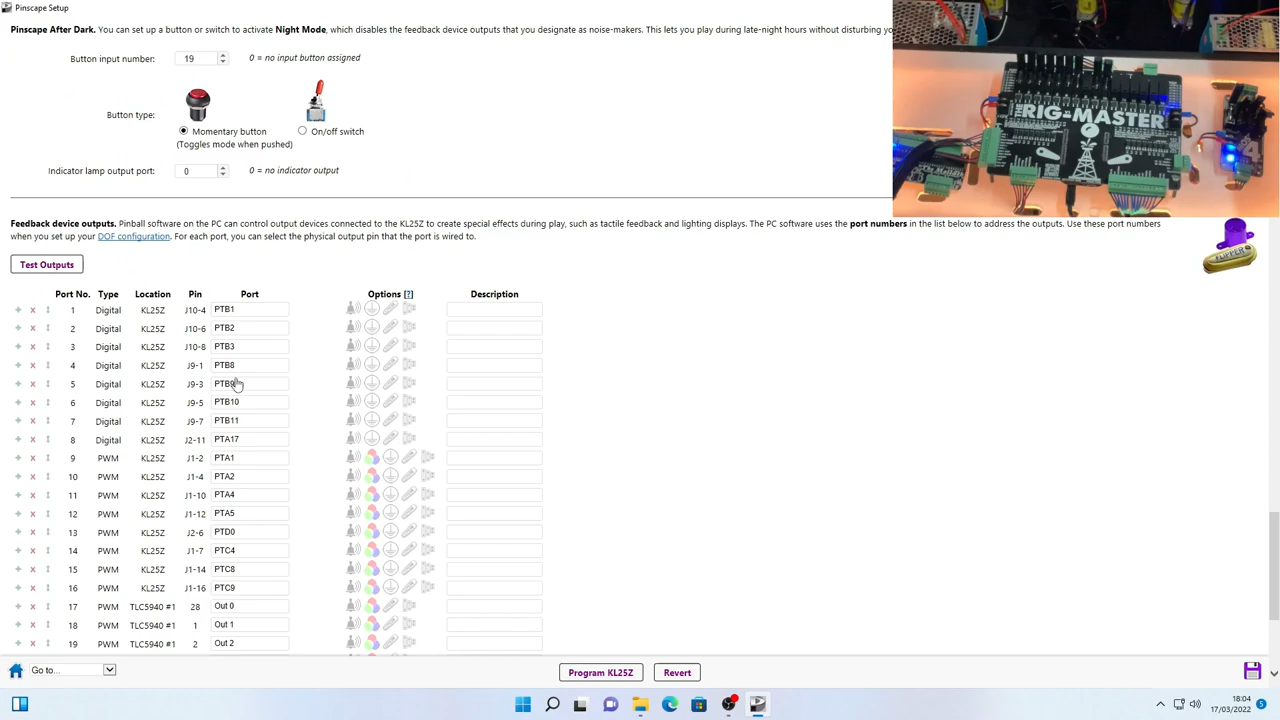 Pinscape Setup
Pinscape After Dark. You can set up a button or switch to activate Night Mode, which disables the feedback device outputs that you designate as noise-makers. This lets you play during late-night hours without disturbing yo
Button input number: 19 0 = no input button assigned
Button type:
Momentary button On/off switch
(Toggles mode when pushed)
Indicator lamp output port: 0 0 = no indicator output
THE RIG-MASTER
Feedback device outputs. Pinball software on the PC can control output devices connected to the KL25Z to create special effects during play, such as tactile feedback and lighting displays. The PC software uses the port numbers in the list below to address the outputs. Use these port numbers
when you set up your DOF configuration. For each port, you can select the physical output pin that the port is wired to.
FLIPPER
Test Outputs
Port No. Type Location Pin Port Options [?] Description
1 Digital KL25Z J10-4 PTB1
2 Digital KL25Z J10-6 PTB2
3 Digital KL25Z J10-8 PTB3
4 Digital KL25Z J9-1 PTB8
5 Digital KL25Z J9-3 PTB9
6 Digital KL25Z J9-5 PTB10
7 Digital KL25Z J9-7 PTB11
8 Digital KL25Z J2-11 PTA17
9 PWM KL25Z J1-2 PTA1
10 PWM KL25Z J1-4 PTA2
11 PWM KL25Z J1-10 PTA4
12 PWM KL25Z J1-12 PTA5
13 PWM KL25Z J2-6 PTD0
14 PWM KL25Z J1-7 PTC4
15 PWM KL25Z J1-14 PTC8
16 PWM KL25Z J1-16 PTC9
17 PWM TLC5940 #1 28 Out 0
18 PWM TLC5940 #1 1 Out 1
19 PWM TLC5940 #1 2 Out 2
Go to... Program KL25Z Revert
18:04
17/03/2022 5